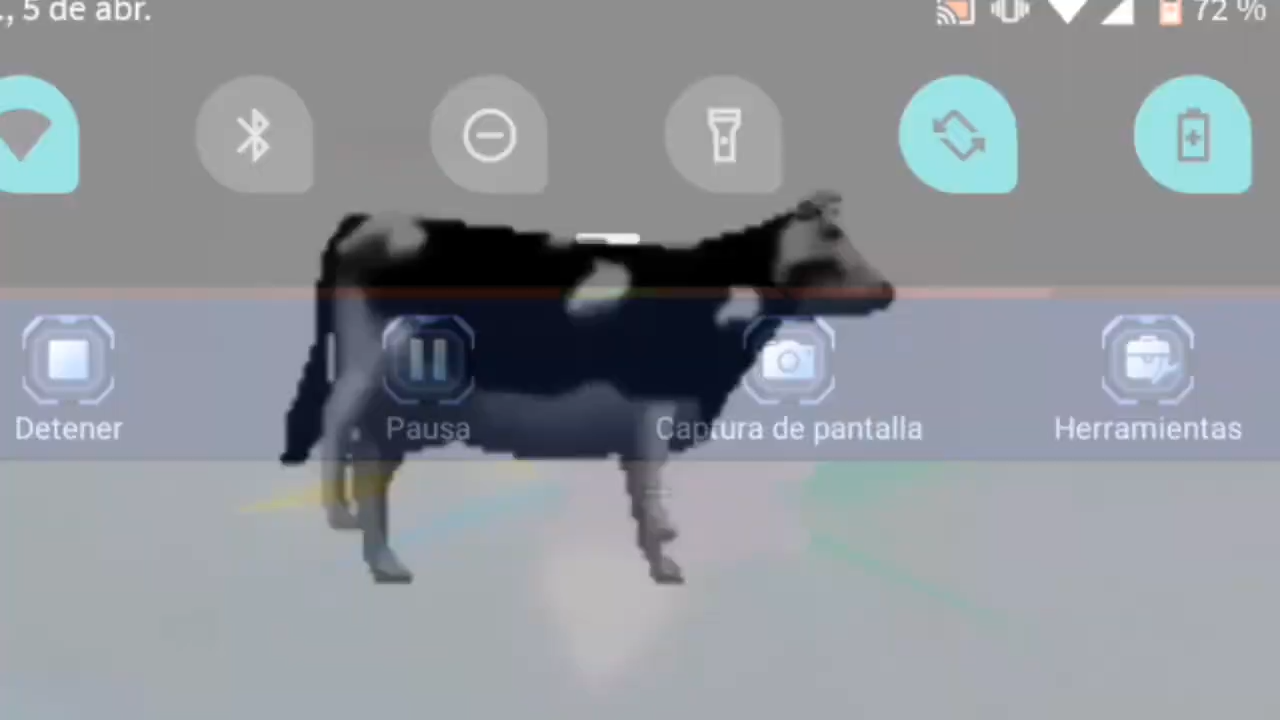 ., 5 de abr.
72 %
Detener
Pausa
Captura de pantalla
Herramientas